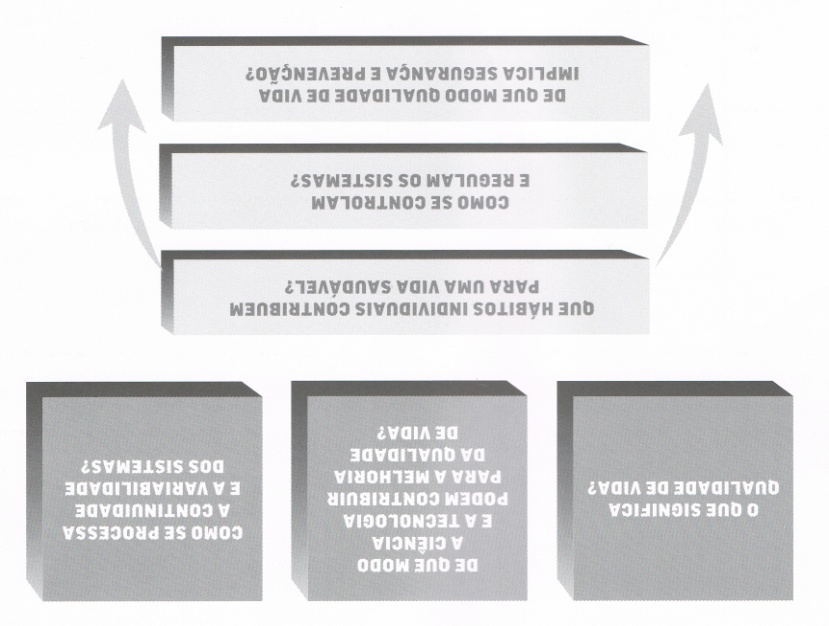 O QUE SIGNIFICA
QUALIDADE DE VIDA?
DE QUE MODO
A CIÊNCIA
E A TECNOLOGIA
PODEM CONTRIBUIR
PARA A MELHORIA
DA QUALIDADE
DE VIDA?
COMO SE PROCESSA
A CONTINUIDADE
E A VARIABILIDADE
DOS SISTEMAS?
QUE HÁBITOS INDIVIDUAIS CONTRIBUEM
PARA UMA VIDA SAUDÁVEL?
COMO SE CONTROLAM
E REGULAM OS SISTEMAS?
DE QUE MODO QUALIDADE DE VIDA
IMPLICA SEGURANÇA E PREVENÇÃO?